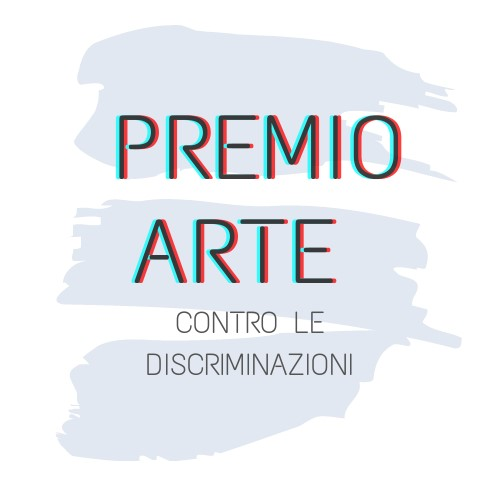 PREMIO
ARTE
CONTRO LE
DISCRIMINAZIONI